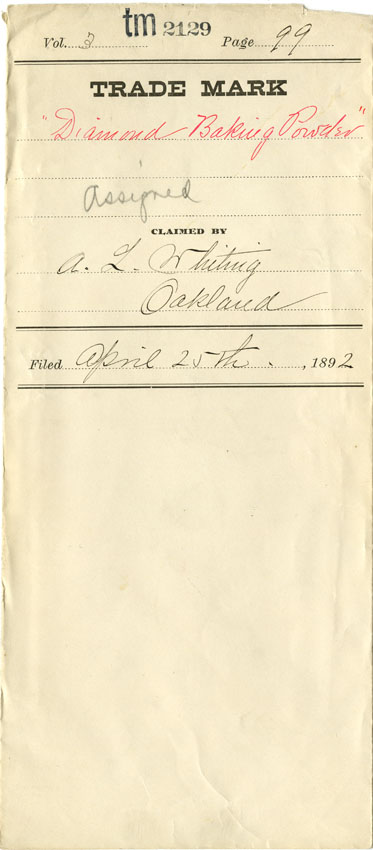 Vol. 3 tm 2129 Page 99
TRADE MARK
"Diamond Baking Powder"
Assigned
CLAIMED BY
A. L. Whiting
Oakland
Filed April 25th. , 1892